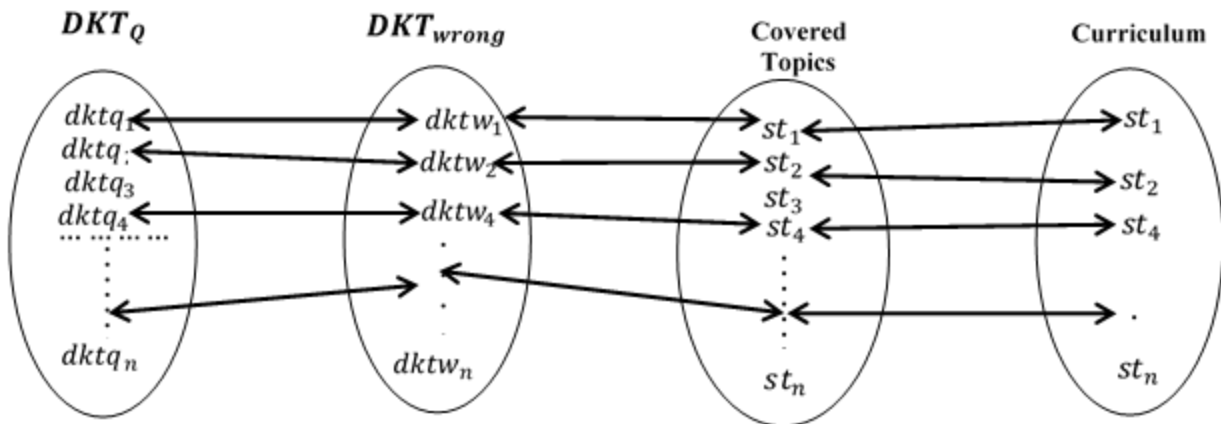 DKT_Q
DKT_wrong
Covered
Topics
Curriculum
dktq_1
dktq
dktq_3
dktq_4
... ... ... ...
dktq_n
dktw_1
dktw_2
dktw_4
dktw_n
st_1
st_2
st_3
st_4
st_n
st_1
st_2
st_4
st_n